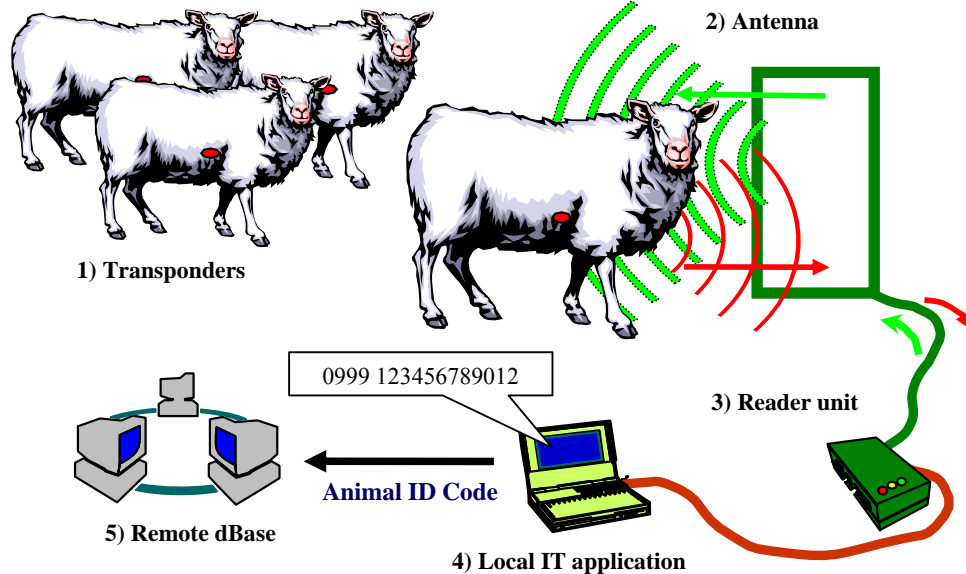 2) Antenna
1) Transponders
0999 123456789012
3) Reader unit
Animal ID Code
5) Remote dBase
4) Local IT application